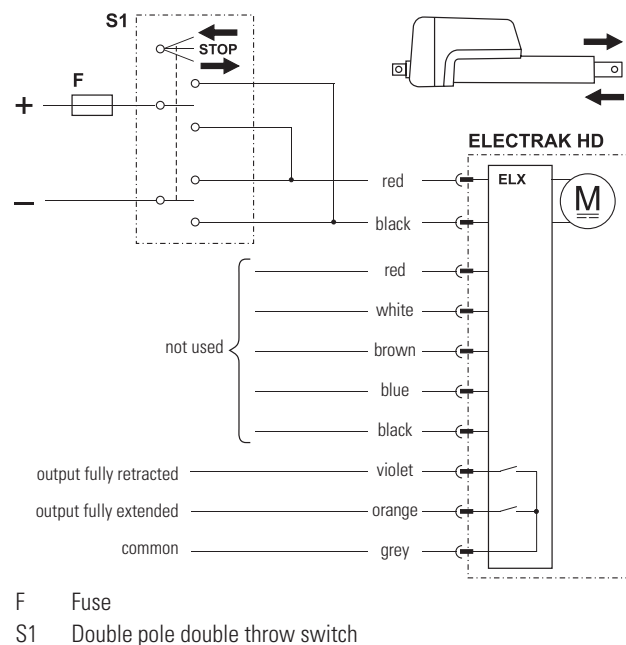 S1
STOP
F
+
–
ELECTRAK HD
ELX
M
red
black
red
white
not used
brown
blue
black
output fully retracted
violet
output fully extended
orange
common
grey
F Fuse
S1 Double pole double throw switch